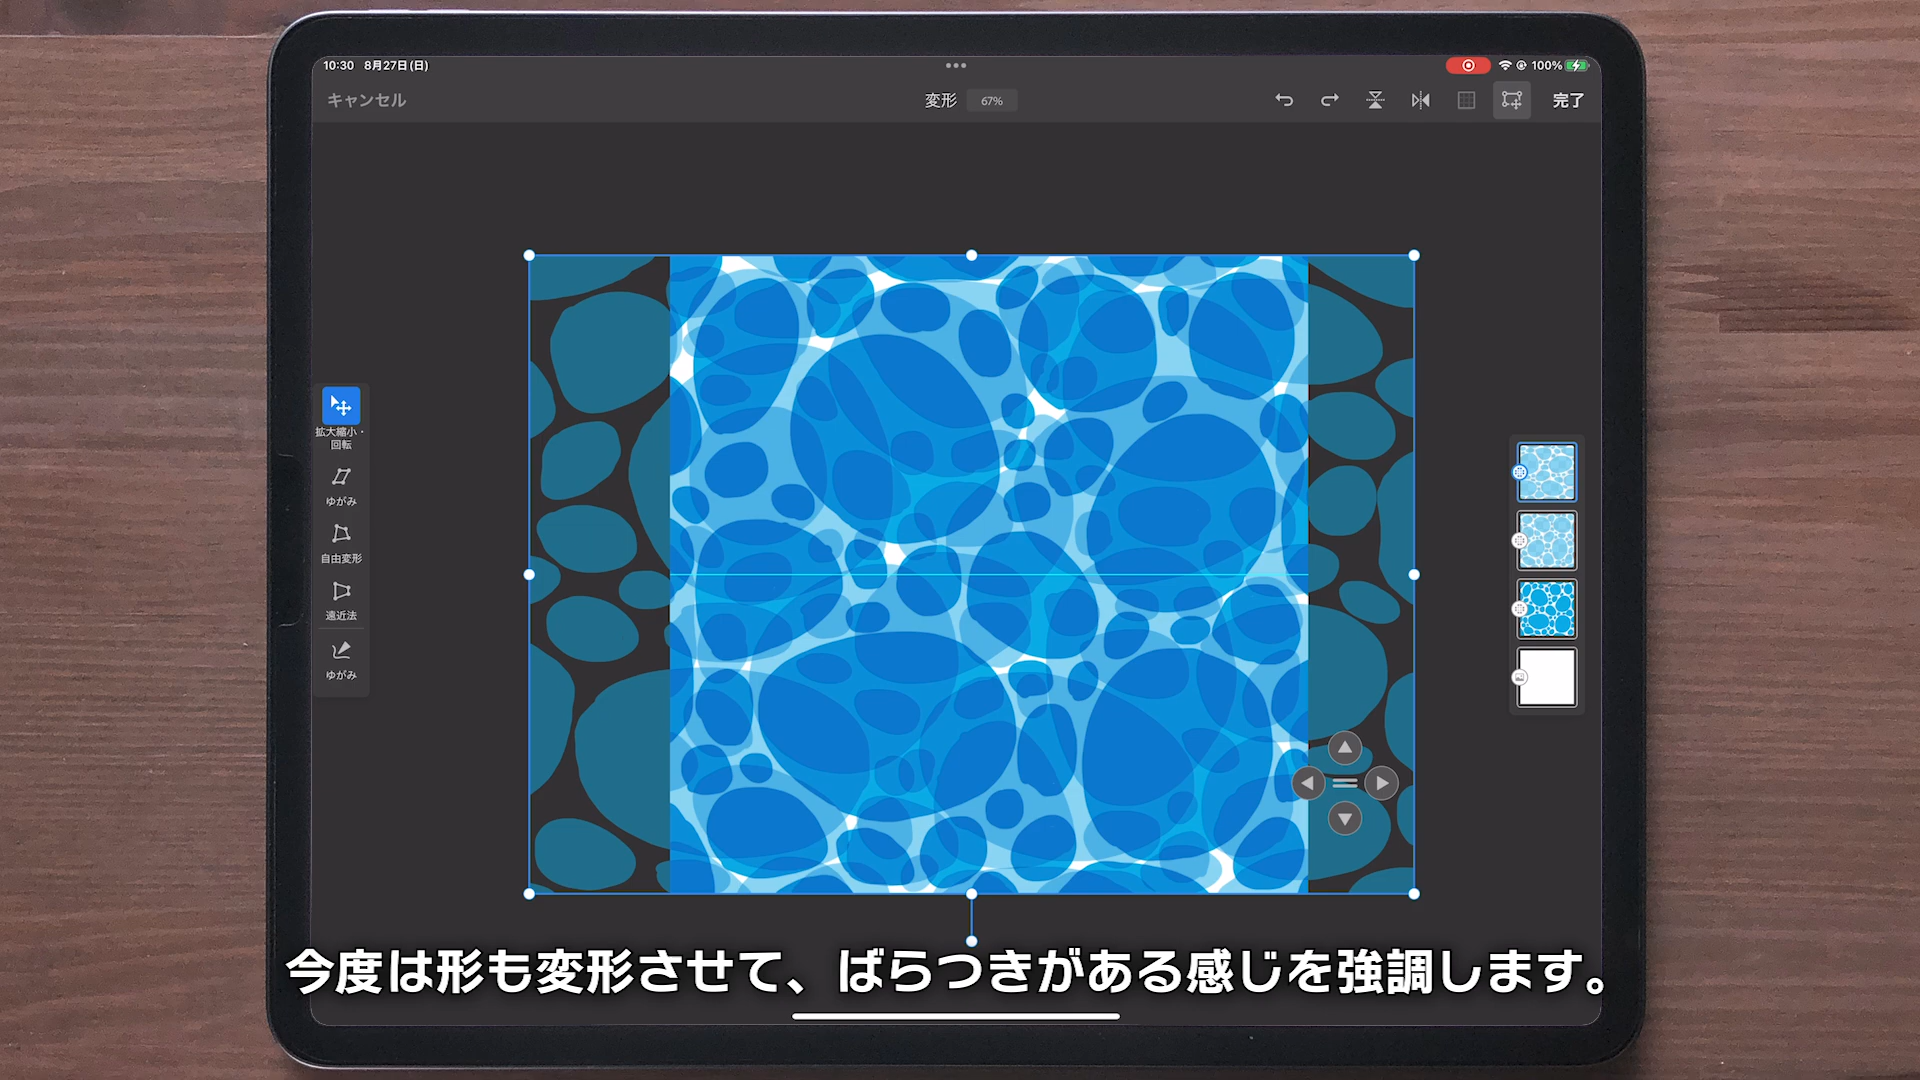 10:30 8月27日(日)
100%
キャンセル
変形 67%
完了
拡大縮小・
回転
ゆがみ
自由変形
遠近法
ゆがみ
今度は形も変形させて、ばらつきがある感じを強調します。